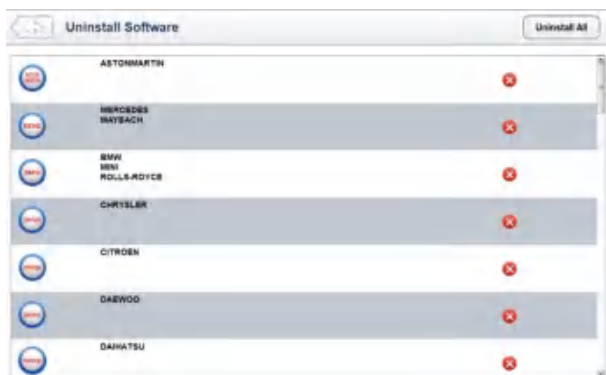 Uninstall Software
Uninstall All
ASTONMARTIN
MERCEDES
MAYBACH
BMW
MINI
ROLLS-ROYCE
CHRYSLER
CITROEN
DAEWOO
DAIHATSU